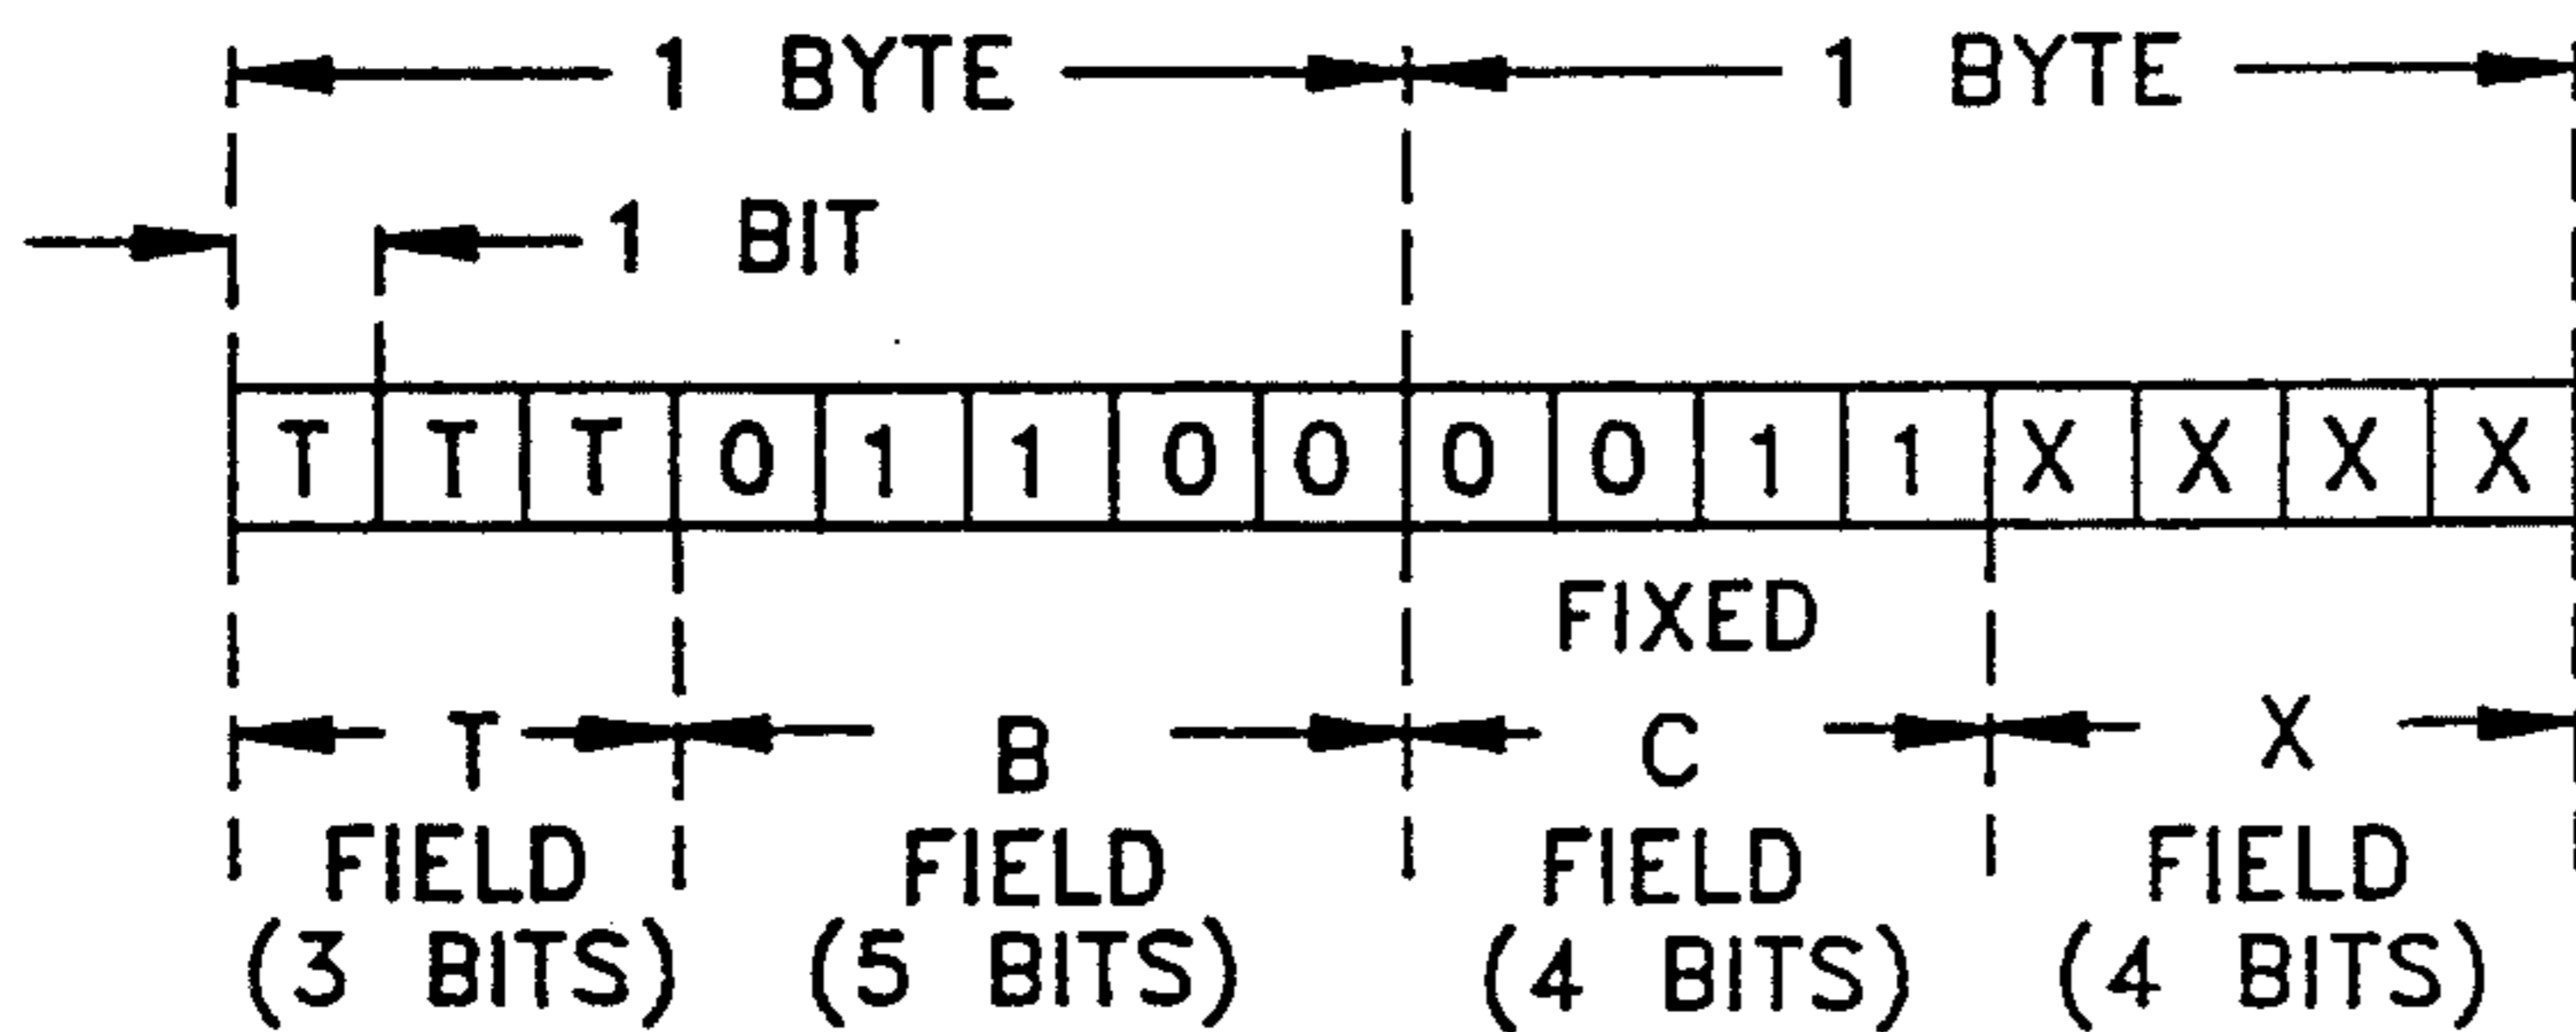 1 BYTE 1 BYTE
1 BIT
T T T 0 1 1 0 0 0 0 1 1 X X X X
FIXED
T B C X
FIELD FIELD FIELD FIELD
(3 BITS) (5 BITS) (4 BITS) (4 BITS)